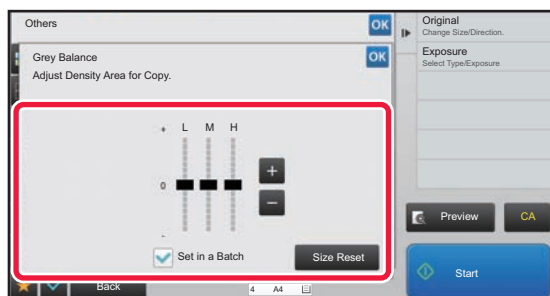 Others
OK
Grey Balance
OK
Adjust Density Area for Copy.
+ L M H
0
+
-
-
Set in a Batch
Size Reset
Back
4 A4
Original
Change Size/Direction.
Exposure
Select Type/Exposure
Preview
CA
Start